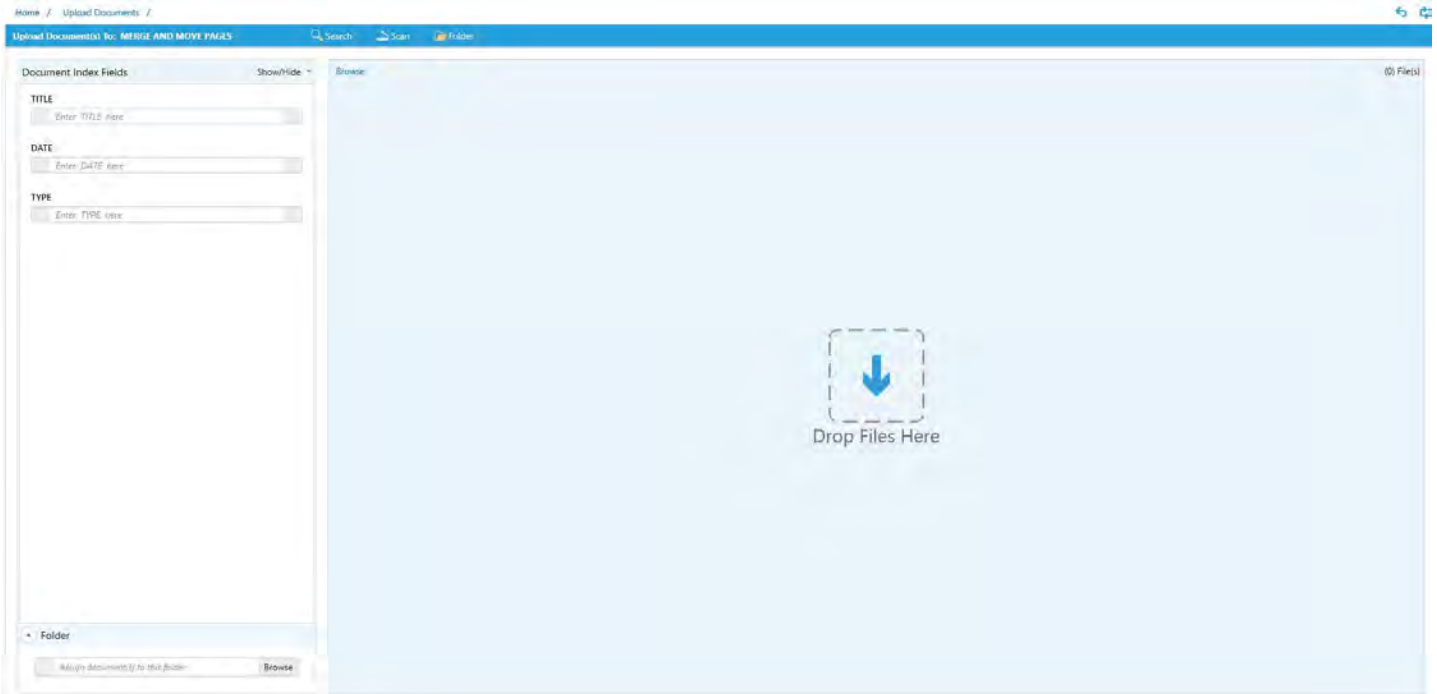 Home / Upload Documents /
Upload Document(s) To: MERGE AND MOVE PAGES Search Scan Folder
Document Index Fields Show/Hide
Browse
(0) File(s)
TITLE
Enter TITLE here
DATE
Enter DATE here
TYPE
Enter TYPE here
Drop Files Here
Folder
Assign document(s) to this folder Browse